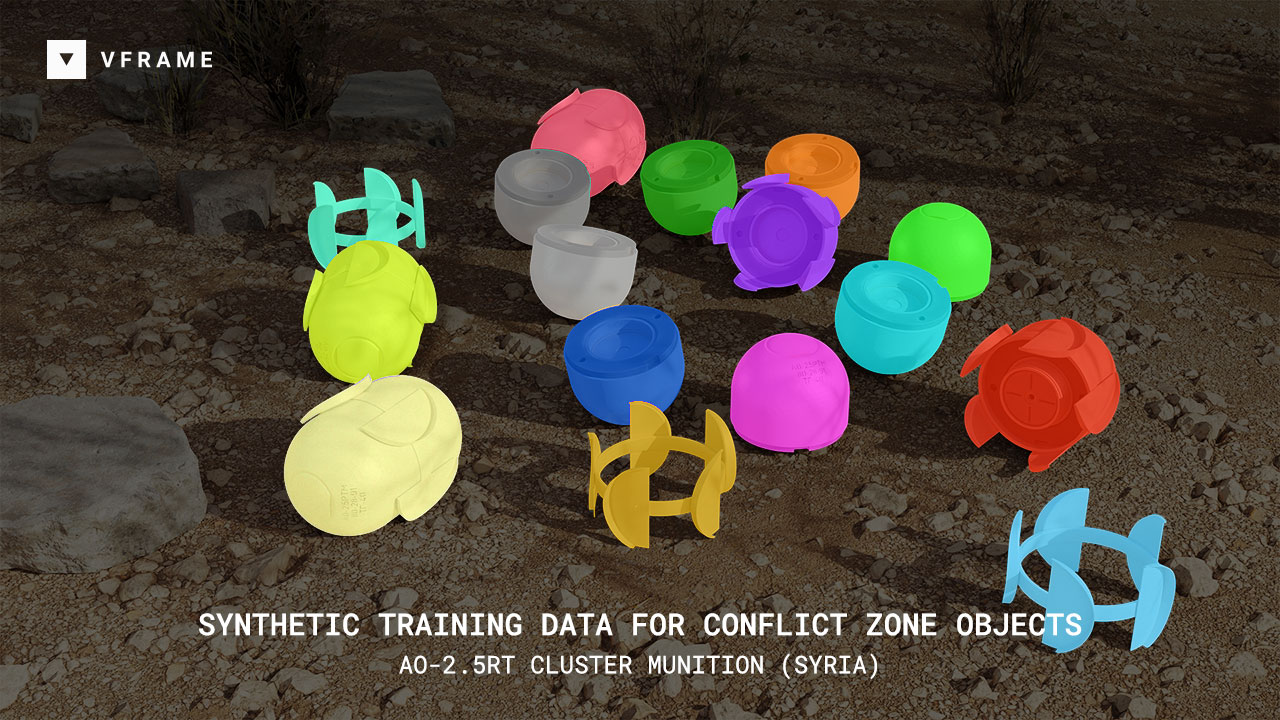 VFRAME
SYNTHETIC TRAINING DATA FOR CONFLICT ZONE OBJECTS
AO-2.5RT CLUSTER MUNITION (SYRIA)